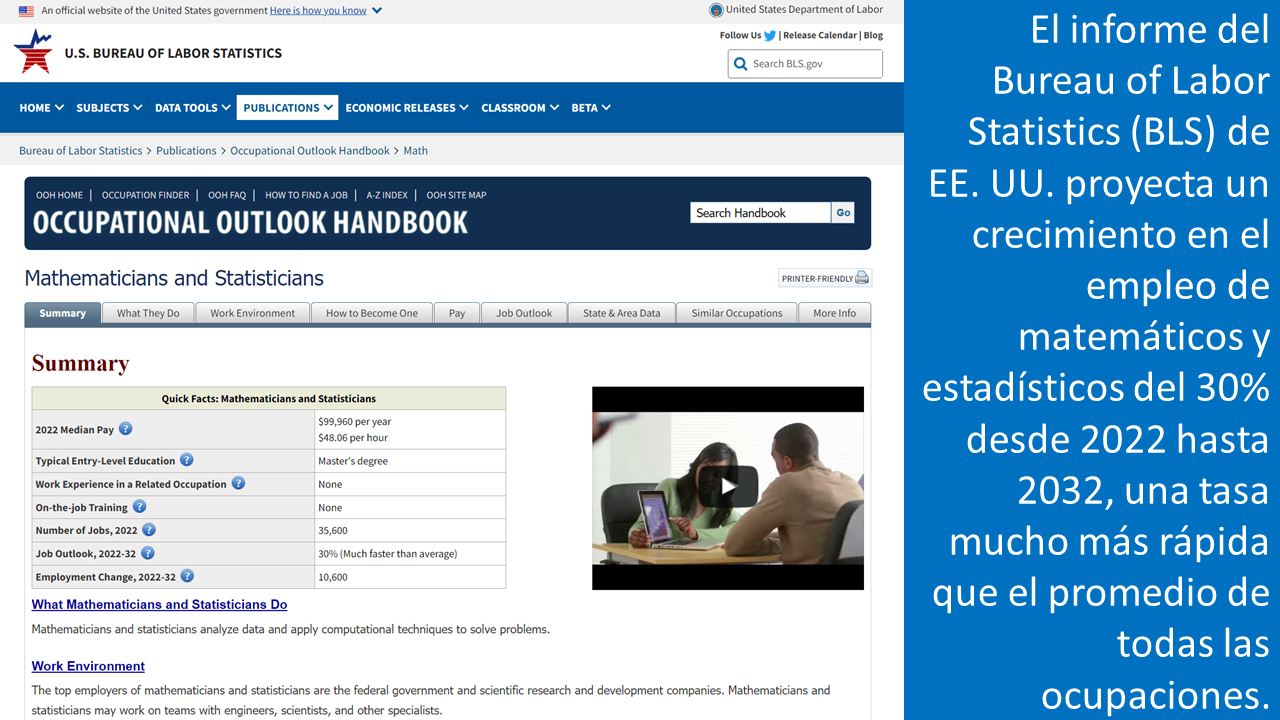 An official website of the United States government Here is how you know
United States Department of Labor
Follow Us | Release Calendar | Blog
U.S. BUREAU OF LABOR STATISTICS
Search BLS.gov
HOME SUBJECTS DATA TOOLS PUBLICATIONS ECONOMIC RELEASES CLASSROOM BETA
Bureau of Labor Statistics > Publications > Occupational Outlook Handbook > Math
OOH HOME | OCCUPATION FINDER | OOH FAQ | HOW TO FIND A JOB | A-Z INDEX | OOH SITE MAP
OCCUPATIONAL OUTLOOK HANDBOOK
Search Handbook Go
Mathematicians and Statisticians
PRINTER-FRIENDLY
Summary What They Do Work Environment How to Become One Pay Job Outlook State & Area Data Similar Occupations More Info
Summary
Quick Facts: Mathematicians and Statisticians
2022 Median Pay ? $99,960 per year
$48.06 per hour
Typical Entry-Level Education ? Master's degree
Work Experience in a Related Occupation ? None
On-the-job Training ? None
Number of Jobs, 2022 ? 35,600
Job Outlook, 2022-32 ? 30% (Much faster than average)
Employment Change, 2022-32 ? 10,600
What Mathematicians and Statisticians Do
Mathematicians and statisticians analyze data and apply computational techniques to solve problems.
Work Environment
The top employers of mathematicians and statisticians are the federal government and scientific research and development companies. Mathematicians and
statisticians may work on teams with engineers, scientists, and other specialists.
El informe del
Bureau of Labor
Statistics (BLS) de
EE. UU. proyecta un
crecimiento en el
empleo de
matemáticos y
estadísticos del 30%
desde 2022 hasta
2032, una tasa
mucho más rápida
que el promedio de
todas las
ocupaciones.